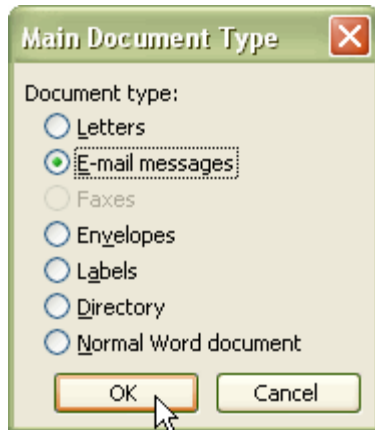 Main Document Type
Document type:
Letters
E-mail messages
Faxes
Envelopes
Labels
Directory
Normal Word document
OK Cancel